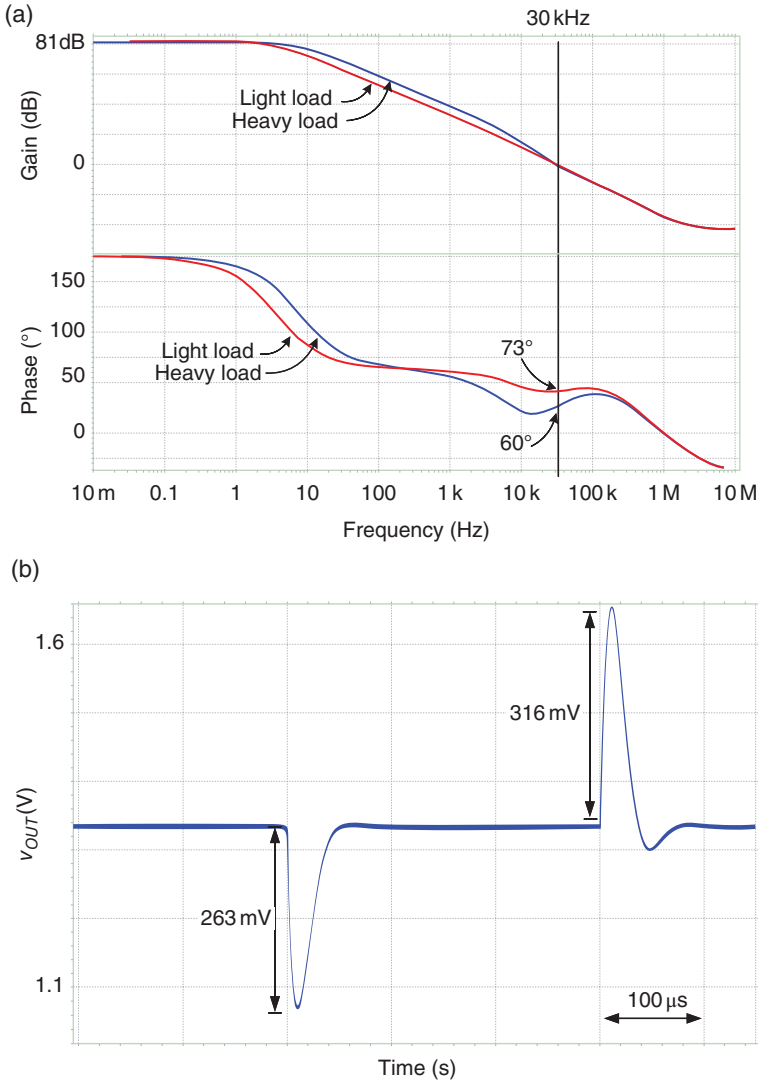 (a)
30 kHz
81dB
Gain (dB)
0
Light load
Heavy load
150
100
Phase (°)
50
0
Light load
Heavy load
73°
60°
10 m 0.1 1 10 100 1 k 10 k 100 k 1 M 10 M
Frequency (Hz)
(b)
1.6
316 mV
vOUT(V)
263 mV
1.1
100 µs
Time (s)